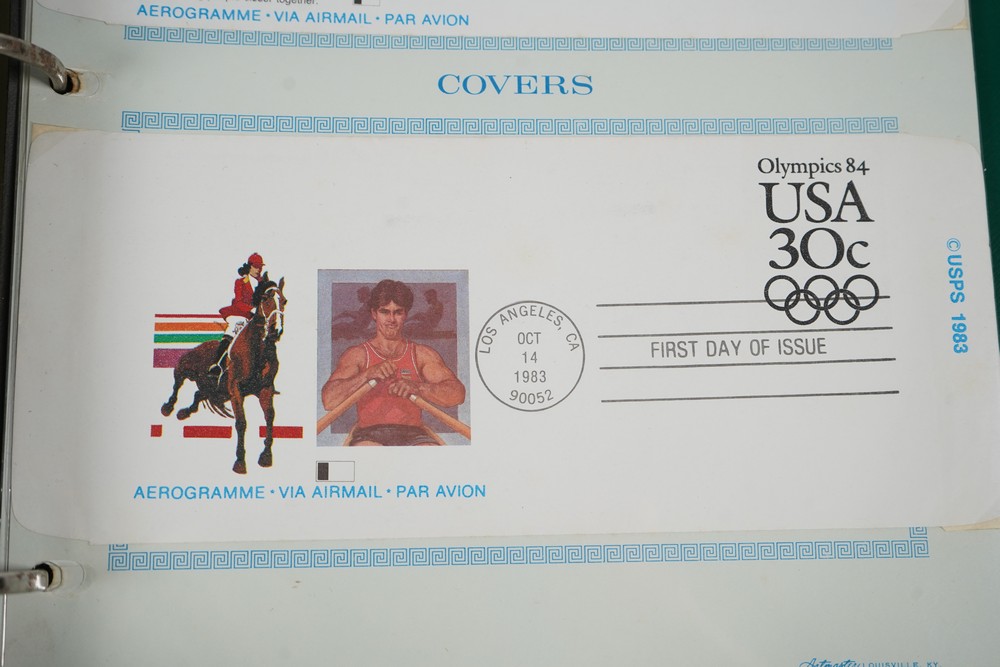 together.
AEROGRAMME • VIA AIRMAIL • PAR AVION
COVERS
Olympics 84
USA
30c
© USPS 1983
LOS ANGELES, CA
OCT
14
1983
90052
FIRST DAY OF ISSUE
AEROGRAMME • VIA AIRMAIL • PAR AVION
LOUISVILLE, KY.